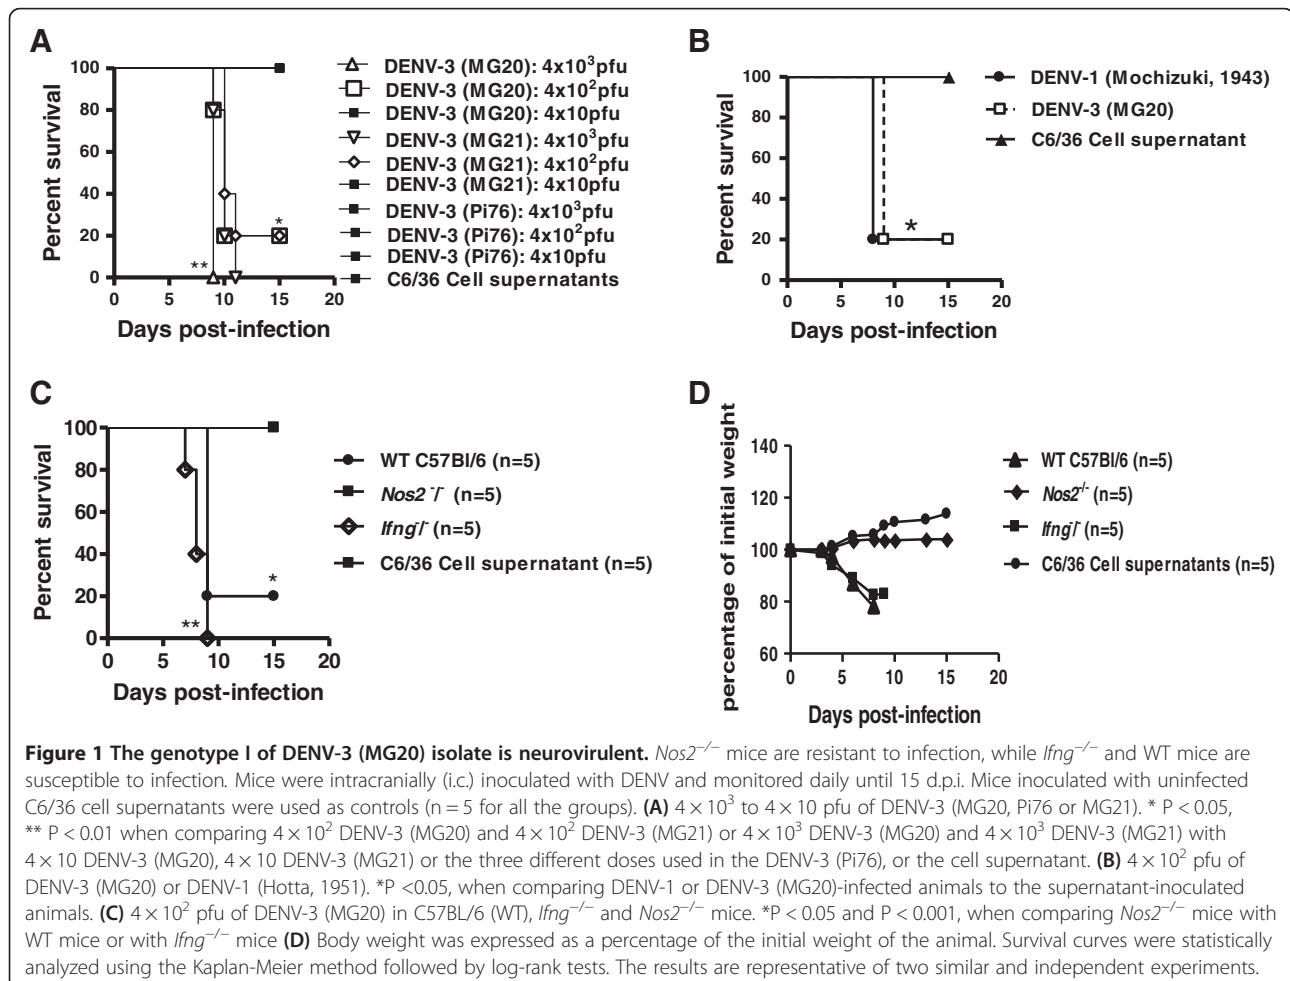 A
Percent survival
100
80
60
40
20
0
**
*
0 5 10 15 20
Days post-infection
DENV-3 (MG20): 4x10³pfu
DENV-3 (MG20): 4x10²pfu
DENV-3 (MG20): 4x10pfu
DENV-3 (MG21): 4x10³pfu
DENV-3 (MG21): 4x10²pfu
DENV-3 (MG21): 4x10pfu
DENV-3 (Pi76): 4x10³pfu
DENV-3 (Pi76): 4x10²pfu
DENV-3 (Pi76): 4x10pfu
C6/36 Cell supernatants
B
Percent survival
100
80
60
40
20
0
*
0 5 10 15 20
Days post-infection
DENV-1 (Mochizuki, 1943)
DENV-3 (MG20)
C6/36 Cell supernatant
C
Percent survival
100
80
60
40
20
0
**
*
0 5 10 15 20
Days post-infection
WT C57Bl/6 (n=5)
Nos2⁻/⁻ (n=5)
Ifng⁻/⁻ (n=5)
C6/36 Cell supernatant (n=5)
D
percentage of initial weight
140
120
100
80
60
0 5 10 15 20
Days post-infection
WT C57Bl/6 (n=5)
Nos2⁻/⁻ (n=5)
Ifng⁻/⁻ (n=5)
C6/36 Cell supernatants (n=5)
Figure 1 The genotype I of DENV-3 (MG20) isolate is neurovirulent. Nos2⁻/⁻ mice are resistant to infection, while Ifng⁻/⁻ and WT mice are
susceptible to infection. Mice were intracranially (i.c.) inoculated with DENV and monitored daily until 15 d.p.i. Mice inoculated with uninfected
C6/36 cell supernatants were used as controls (n = 5 for all the groups). (A) 4 × 10³ to 4 × 10 pfu of DENV-3 (MG20, Pi76 or MG21). * P < 0.05,
** P < 0.01 when comparing 4 × 10² DENV-3 (MG20) and 4 × 10² DENV-3 (MG21) or 4 × 10³ DENV-3 (MG20) and 4 × 10³ DENV-3 (MG21) with
4 × 10 DENV-3 (MG20), 4 × 10 DENV-3 (MG21) or the three different doses used in the DENV-3 (Pi76), or the cell supernatant. (B) 4 × 10² pfu of
DENV-3 (MG20) or DENV-1 (Hotta, 1951). *P <0.05, when comparing DENV-1 or DENV-3 (MG20)-infected animals to the supernatant-inoculated
animals. (C) 4 × 10² pfu of DENV-3 (MG20) in C57BL/6 (WT), Ifng⁻/⁻ and Nos2⁻/⁻ mice. *P < 0.05 and P < 0.001, when comparing Nos2⁻/⁻ mice with
WT mice or with Ifng⁻/⁻ mice (D) Body weight was expressed as a percentage of the initial weight of the animal. Survival curves were statistically
analyzed using the Kaplan-Meier method followed by log-rank tests. The results are representative of two similar and independent experiments.